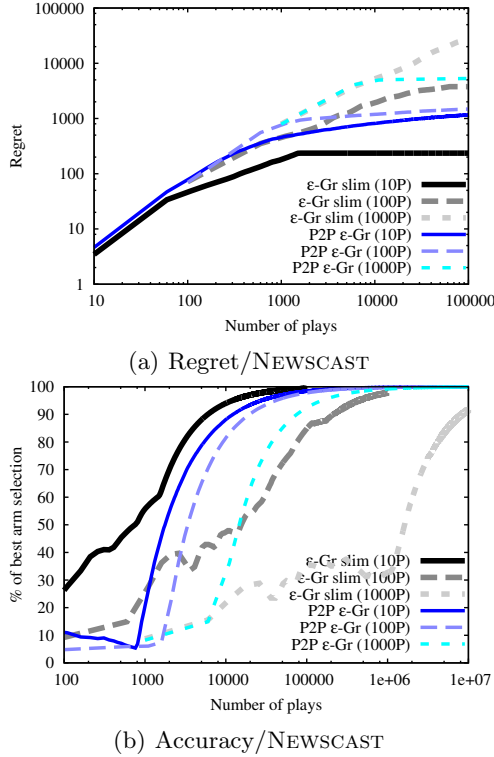 100000
10000
1000
100
10
1
Regret
ε-Gr slim (10P)
ε-Gr slim (100P)
ε-Gr slim (1000P)
P2P ε-Gr (10P)
P2P ε-Gr (100P)
P2P ε-Gr (1000P)
10 100 1000 10000 100000
Number of plays
(a) Regret/NEWSCAST
100
90
80
70
60
50
40
30
20
10
0
% of best arm selection
ε-Gr slim (10P)
ε-Gr slim (100P)
ε-Gr slim (1000P)
P2P ε-Gr (10P)
P2P ε-Gr (100P)
P2P ε-Gr (1000P)
100 1000 10000 100000 1e+06 1e+07
Number of plays
(b) Accuracy/NEWSCAST